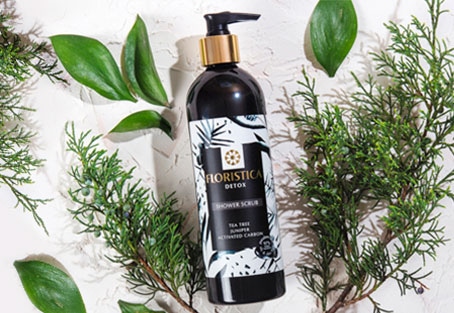 FLORISTICA
DETOX
SHOWER SCRUB
TEA TREE
JUNIPER
ACTIVATED CARBON